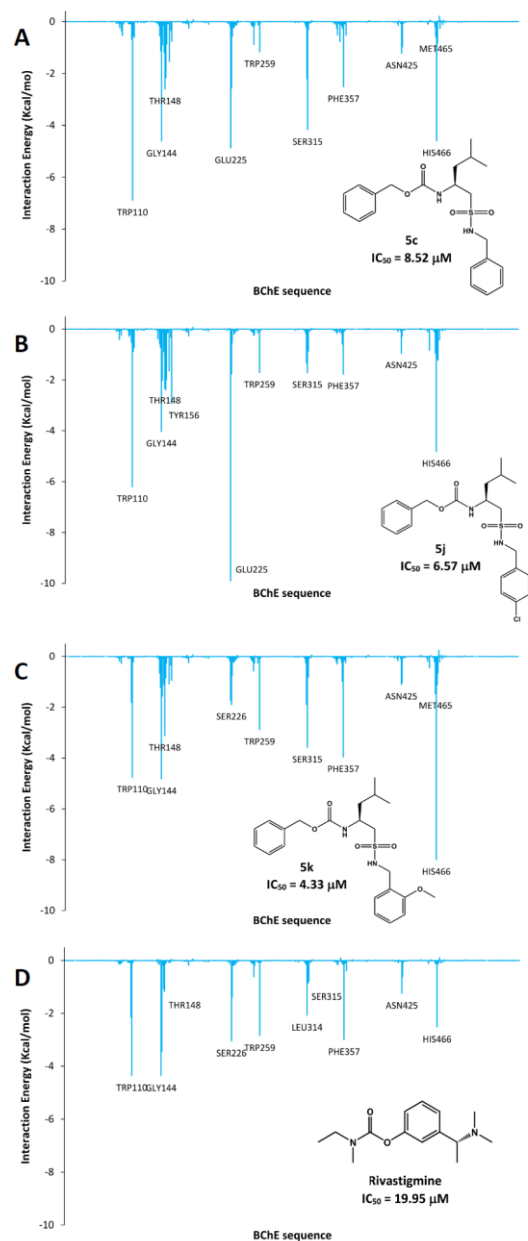 A
Interaction Energy (Kcal/mo)
0
-2
-4
-6
-8
-10
TRP110
THR148
GLY144
GLU225
TRP259
SER315
PHE357
ASN425
MET465
HIS466
O
O
N
H
S
O
O
NH
5c
IC₅₀ = 8.52 μM
BChE sequence
B
Interaction Energy (Kcal/mol)
0
-2
-4
-6
-8
-10
TRP110
THR148
TYR156
GLY144
GLU225
TRP259
SER315
PHE357
ASN425
HIS466
O
O
N
H
S
O
O
NH
Cl
5j
IC₅₀ = 6.57 μM
BChE sequence
C
Interaction Energy (Kcal/mol)
0
-2
-4
-6
-8
-10
TRP110
THR148
GLY144
SER226
TRP259
SER315
PHE357
ASN425
MET465
HIS466
O
O
N
H
S
O
O
NH
O
5k
IC₅₀ = 4.33 μM
BChE sequence
D
Interaction Energy (Kcal/mol)
0
-2
-4
-6
-8
-10
TRP110
GLY144
THR148
SER226
TRP259
LEU314
SER315
PHE357
ASN425
HIS466
O
N
O
N
Rivastigmine
IC₅₀ = 19.95 μM
BChE sequence